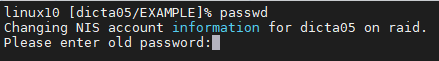 linux10 [dicta05/EXAMPLE]% passwd
Changing NIS account information for dicta05 on raid.
Please enter old password: